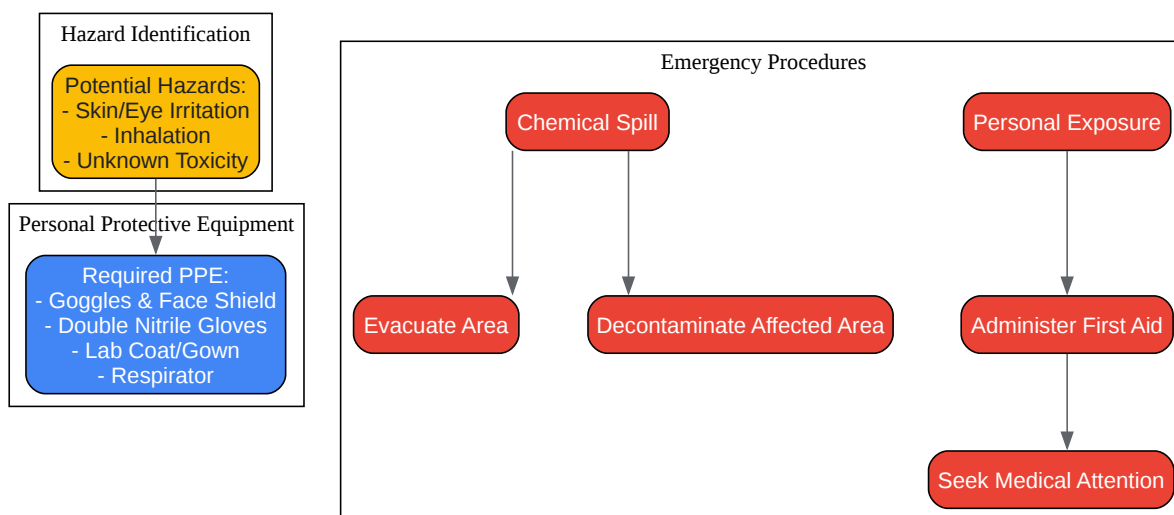 Hazard Identification
Potential Hazards:
- Skin/Eye Irritation
- Inhalation
- Unknown Toxicity
Personal Protective Equipment
Required PPE:
- Goggles & Face Shield
- Double Nitrile Gloves
- Lab Coat/Gown
- Respirator
Emergency Procedures
Chemical Spill
Personal Exposure
Evacuate Area
Decontaminate Affected Area
Administer First Aid
Seek Medical Attention